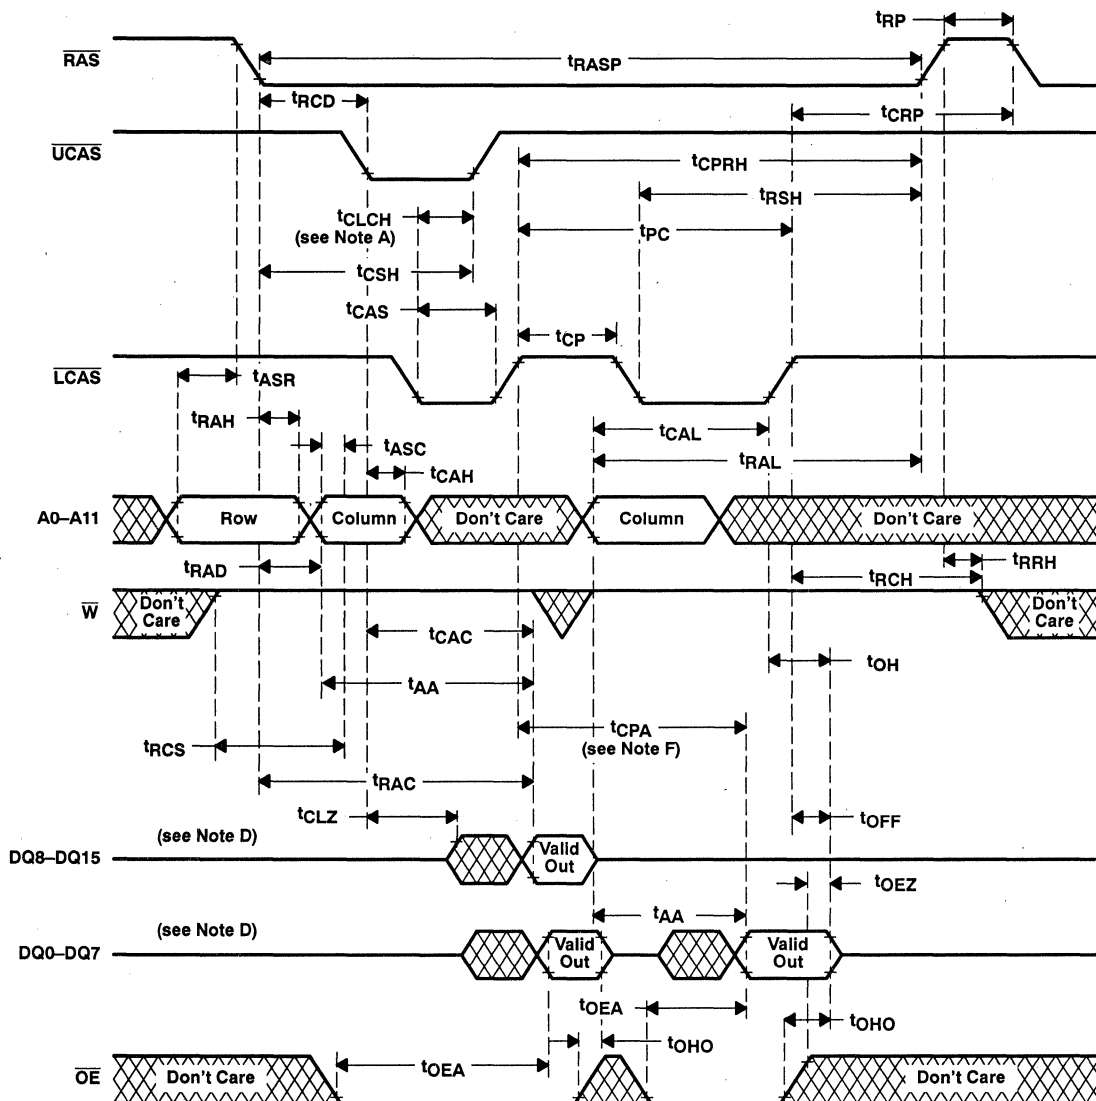 tRP
RAS
tRASP
tRCD
tCRP
UCAS
tCPRH
tRSH
tCLCH
(see Note A)
tPC
tCSH
tCAS
tCP
LCAS
tASR
tRAH
tCAL
tASC
tRAL
tCAH
A0–A11
Row
Column
Don't Care
Column
Don't Care
tRAD
tRRH
tRCH
W
Don't
Care
Don't
Care
tCAC
tOH
tAA
tCPA
(see Note F)
tRCS
tRAC
tCLZ
tOFF
(see Note D)
DQ8–DQ15
Valid
Out
tOEZ
tAA
(see Note D)
DQ0–DQ7
Valid
Out
Valid
Out
tOEA
tOHO
tOHO
tOEA
OE
Don't Care
Don't Care